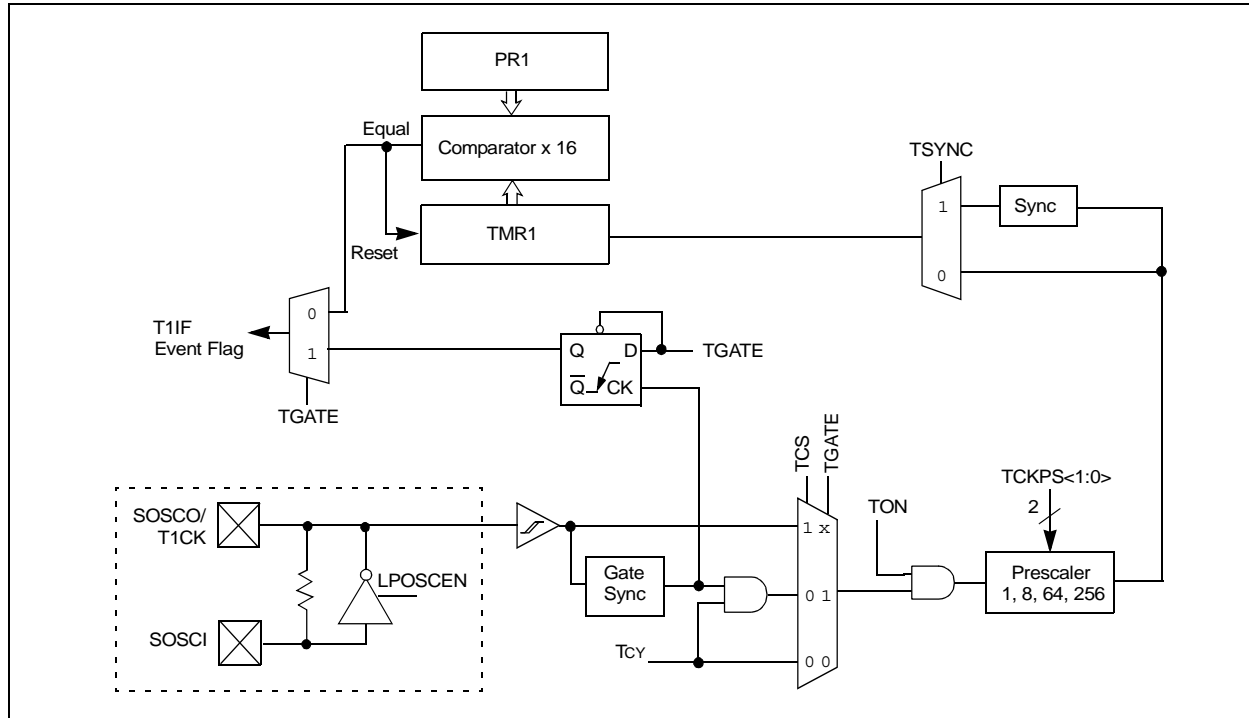 PR1
Equal
Comparator x 16
TSYNC
1
Sync
Reset
TMR1
0
0
T1IF
Event Flag
1
Q
D
TGATE
Q
CK
TGATE
TCS
TGATE
TCKPS<1:0>
SOSCO/
T1CK
1 x
TON
2
LPOSCEN
Gate
Sync
0 1
Prescaler
1, 8, 64, 256
SOSCI
TCY
0 0